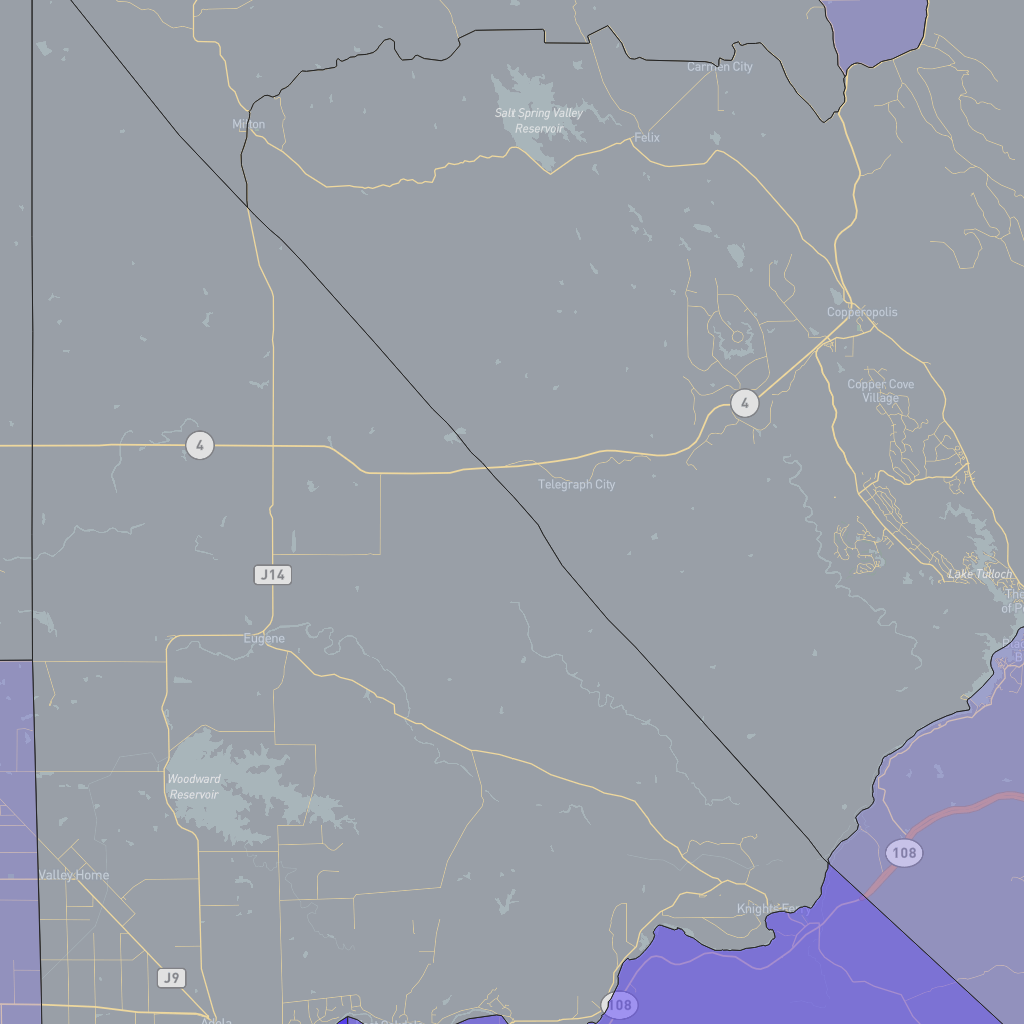 Carmen City
Salt Spring Valley
Reservoir
Milton
Felix
Copperopolis
Copper Cove
Village
4
4
Telegraph City
J14
Lake Tulloch
of P
Eugene
Woodward
Reservoir
108
Valley Home
Knights Ferry
J9
108